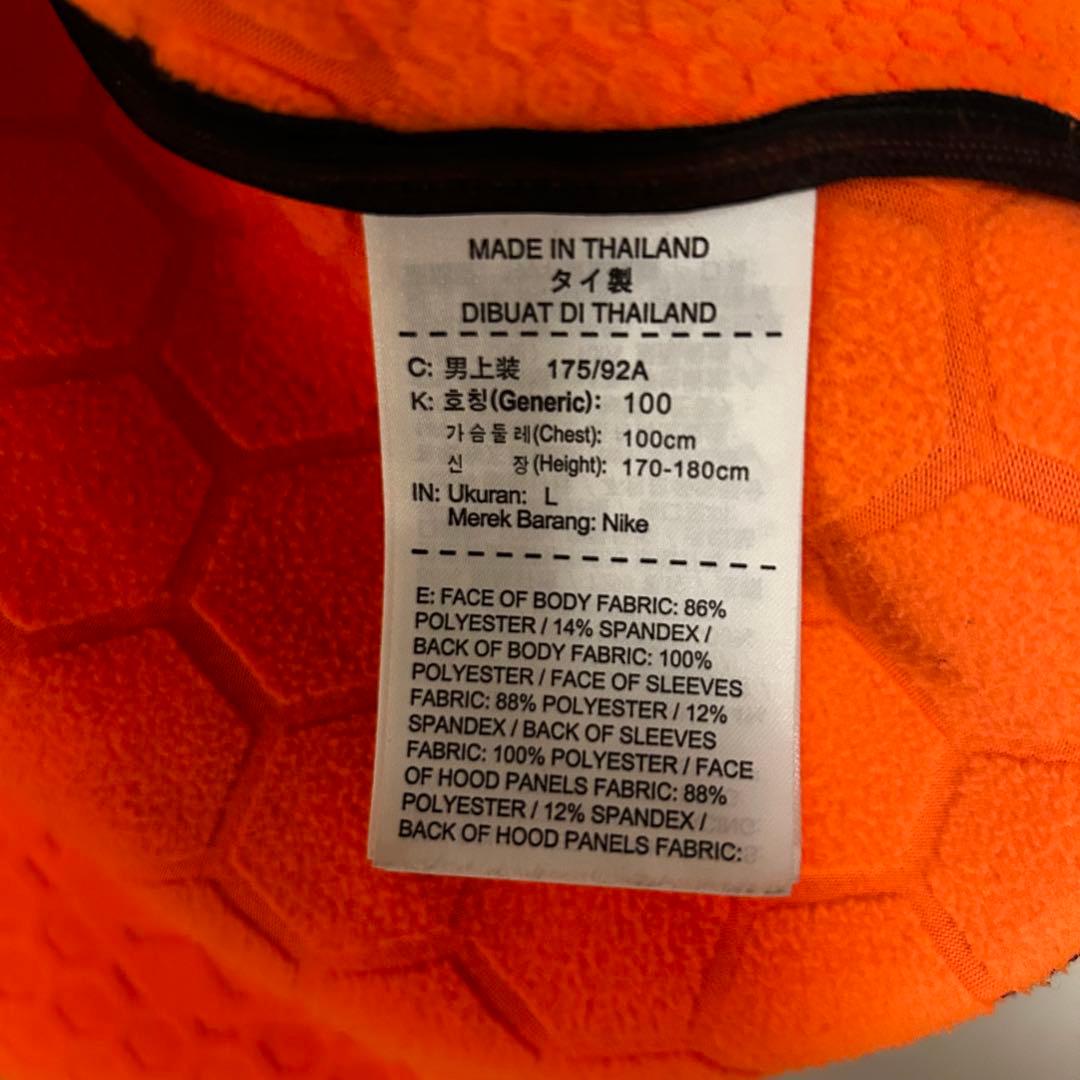 MADE IN THAILAND
タイ製
DIBUAT DI THAILAND
C: 男上装 175/92A
K: 호칭(Generic): 100
가슴둘레(Chest): 100cm
신 장(Height): 170-180cm
IN: Ukuran: L
Merek Barang: Nike
E: FACE OF BODY FABRIC: 86%
POLYESTER / 14% SPANDEX /
BACK OF BODY FABRIC: 100%
POLYESTER / FACE OF SLEEVES
FABRIC: 88% POLYESTER / 12%
SPANDEX / BACK OF SLEEVES
FABRIC: 100% POLYESTER / FACE
OF HOOD PANELS FABRIC: 88%
POLYESTER / 12% SPANDEX /
BACK OF HOOD PANELS FABRIC: